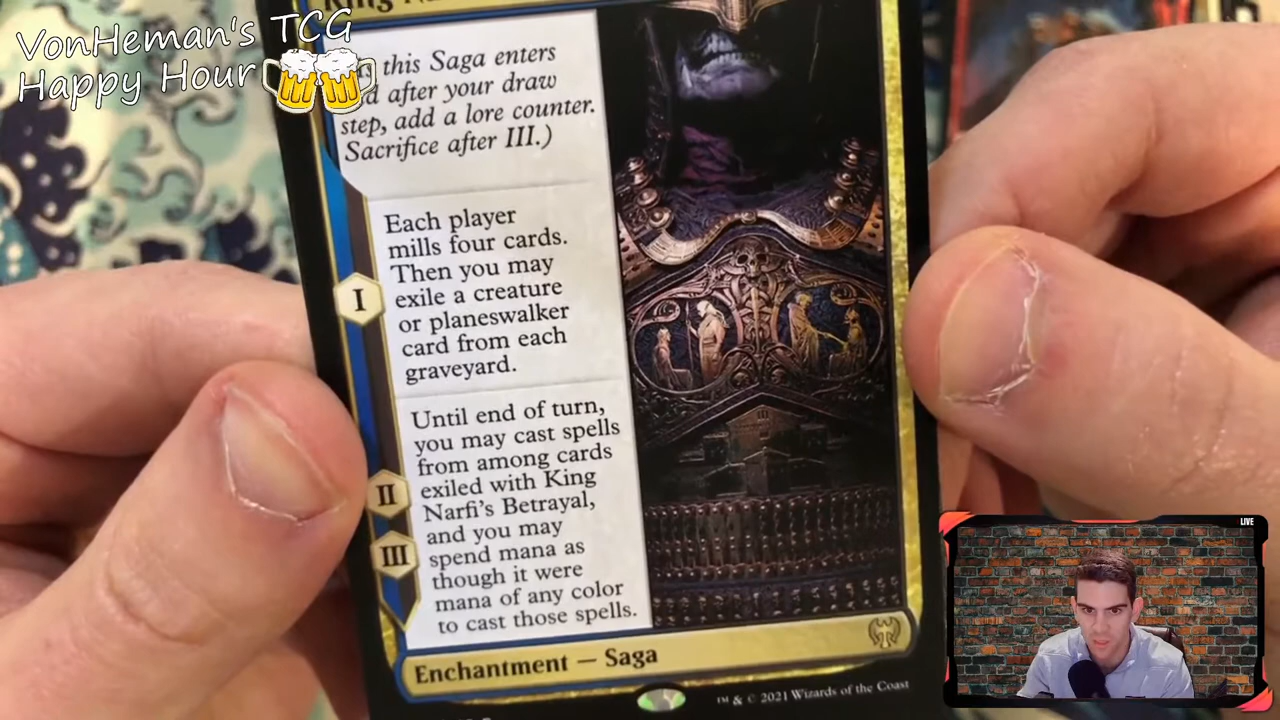 VonHeman's TCG
Happy Hour
King
this Saga enters
after your draw
step, add a lore counter.
Sacrifice after III.)
Each player
mills four cards.
Then you may
exile a creature
or planeswalker
card from each
graveyard.
I
Until end of turn,
you may cast spells
from among cards
exiled with King
Narfi's Betrayal,
and you may
spend mana as
though it were
mana of any color
to cast those spells.
II
III
Enchantment — Saga
™ & © 2021 Wizards of the Coast
LIVE